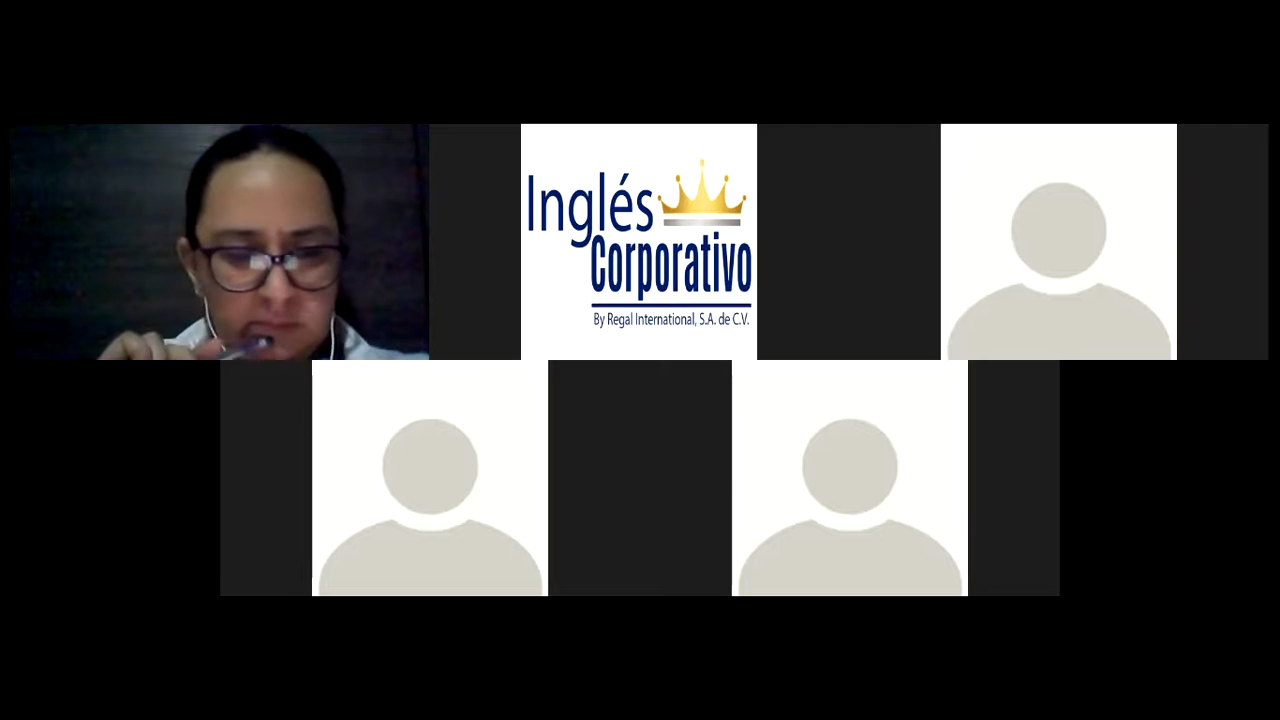 Inglés
Corporativo
By Regal International, S.A. de C.V.